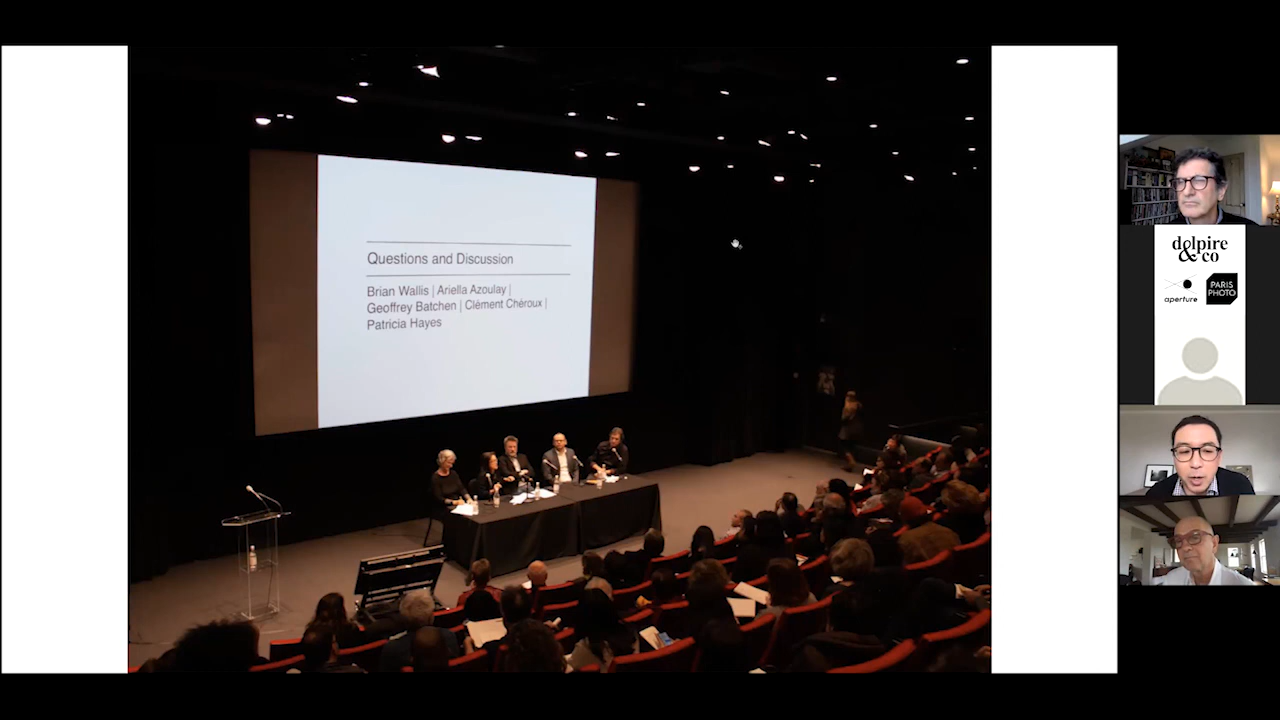 Questions and Discussion
Brian Wallis | Ariella Azoulay |
Geoffrey Batchen | Clément Chéroux |
Patricia Hayes
delpire
& co
aperture
PARIS
PHOTO